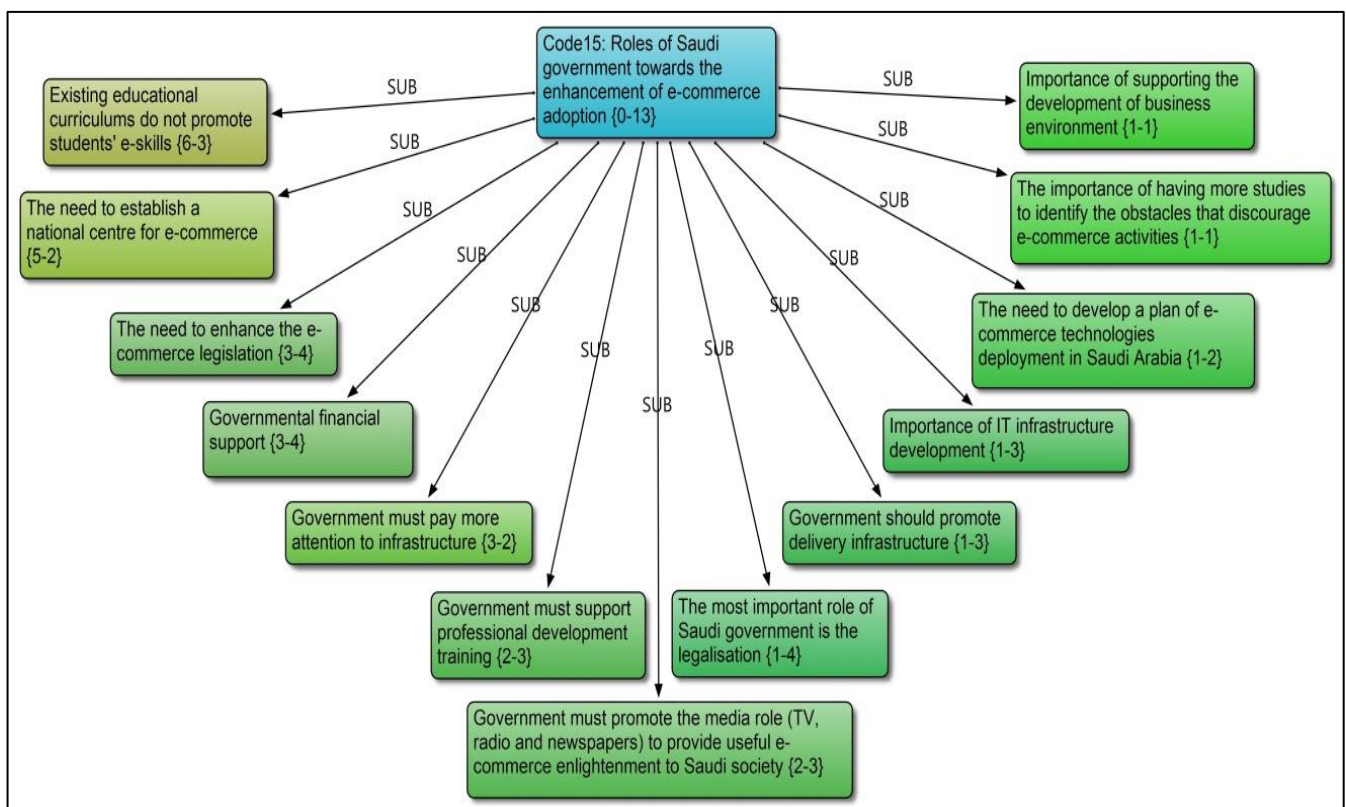 Code15: Roles of Saudi
government towards the
enhancement of e-commerce
adoption {0-13}
SUB
Existing educational
curriculums do not promote
students' e-skills {6-3}
SUB
The need to establish a
national centre for e-commerce
{5-2}
SUB
The need to enhance the e-
commerce legislation {3-4}
SUB
Governmental financial
support {3-4}
SUB
Government must pay more
attention to infrastructure {3-2}
SUB
Government must support
professional development
training {2-3}
SUB
Government must promote the media role (TV,
radio and newspapers) to provide useful e-
commerce enlightenment to Saudi society {2-3}
SUB
The most important role of
Saudi government is the
legalisation {1-4}
SUB
Government should promote
delivery infrastructure {1-3}
SUB
Importance of IT infrastructure
development {1-3}
SUB
The need to develop a plan of e-
commerce technologies
deployment in Saudi Arabia {1-2}
SUB
The importance of having more studies
to identify the obstacles that discourage
e-commerce activities {1-1}
SUB
Importance of supporting the
development of business
environment {1-1}